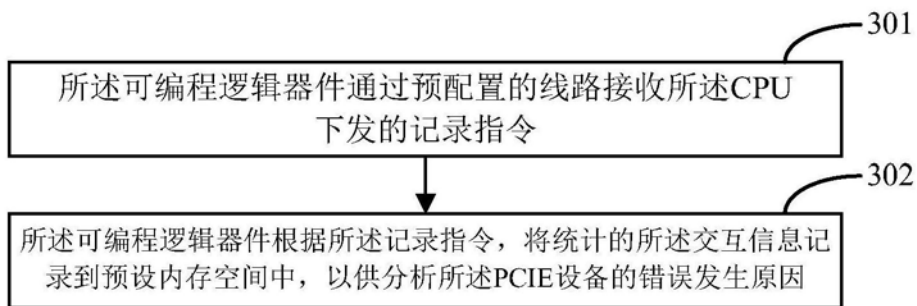 301
所述可编程逻辑器件通过预配置的线路接收所述CPU
下发的记录指令
302
所述可编程逻辑器件根据所述记录指令，将统计的所述交互信息记
录到预设内存空间中，以供分析所述PCIE设备的错误发生原因